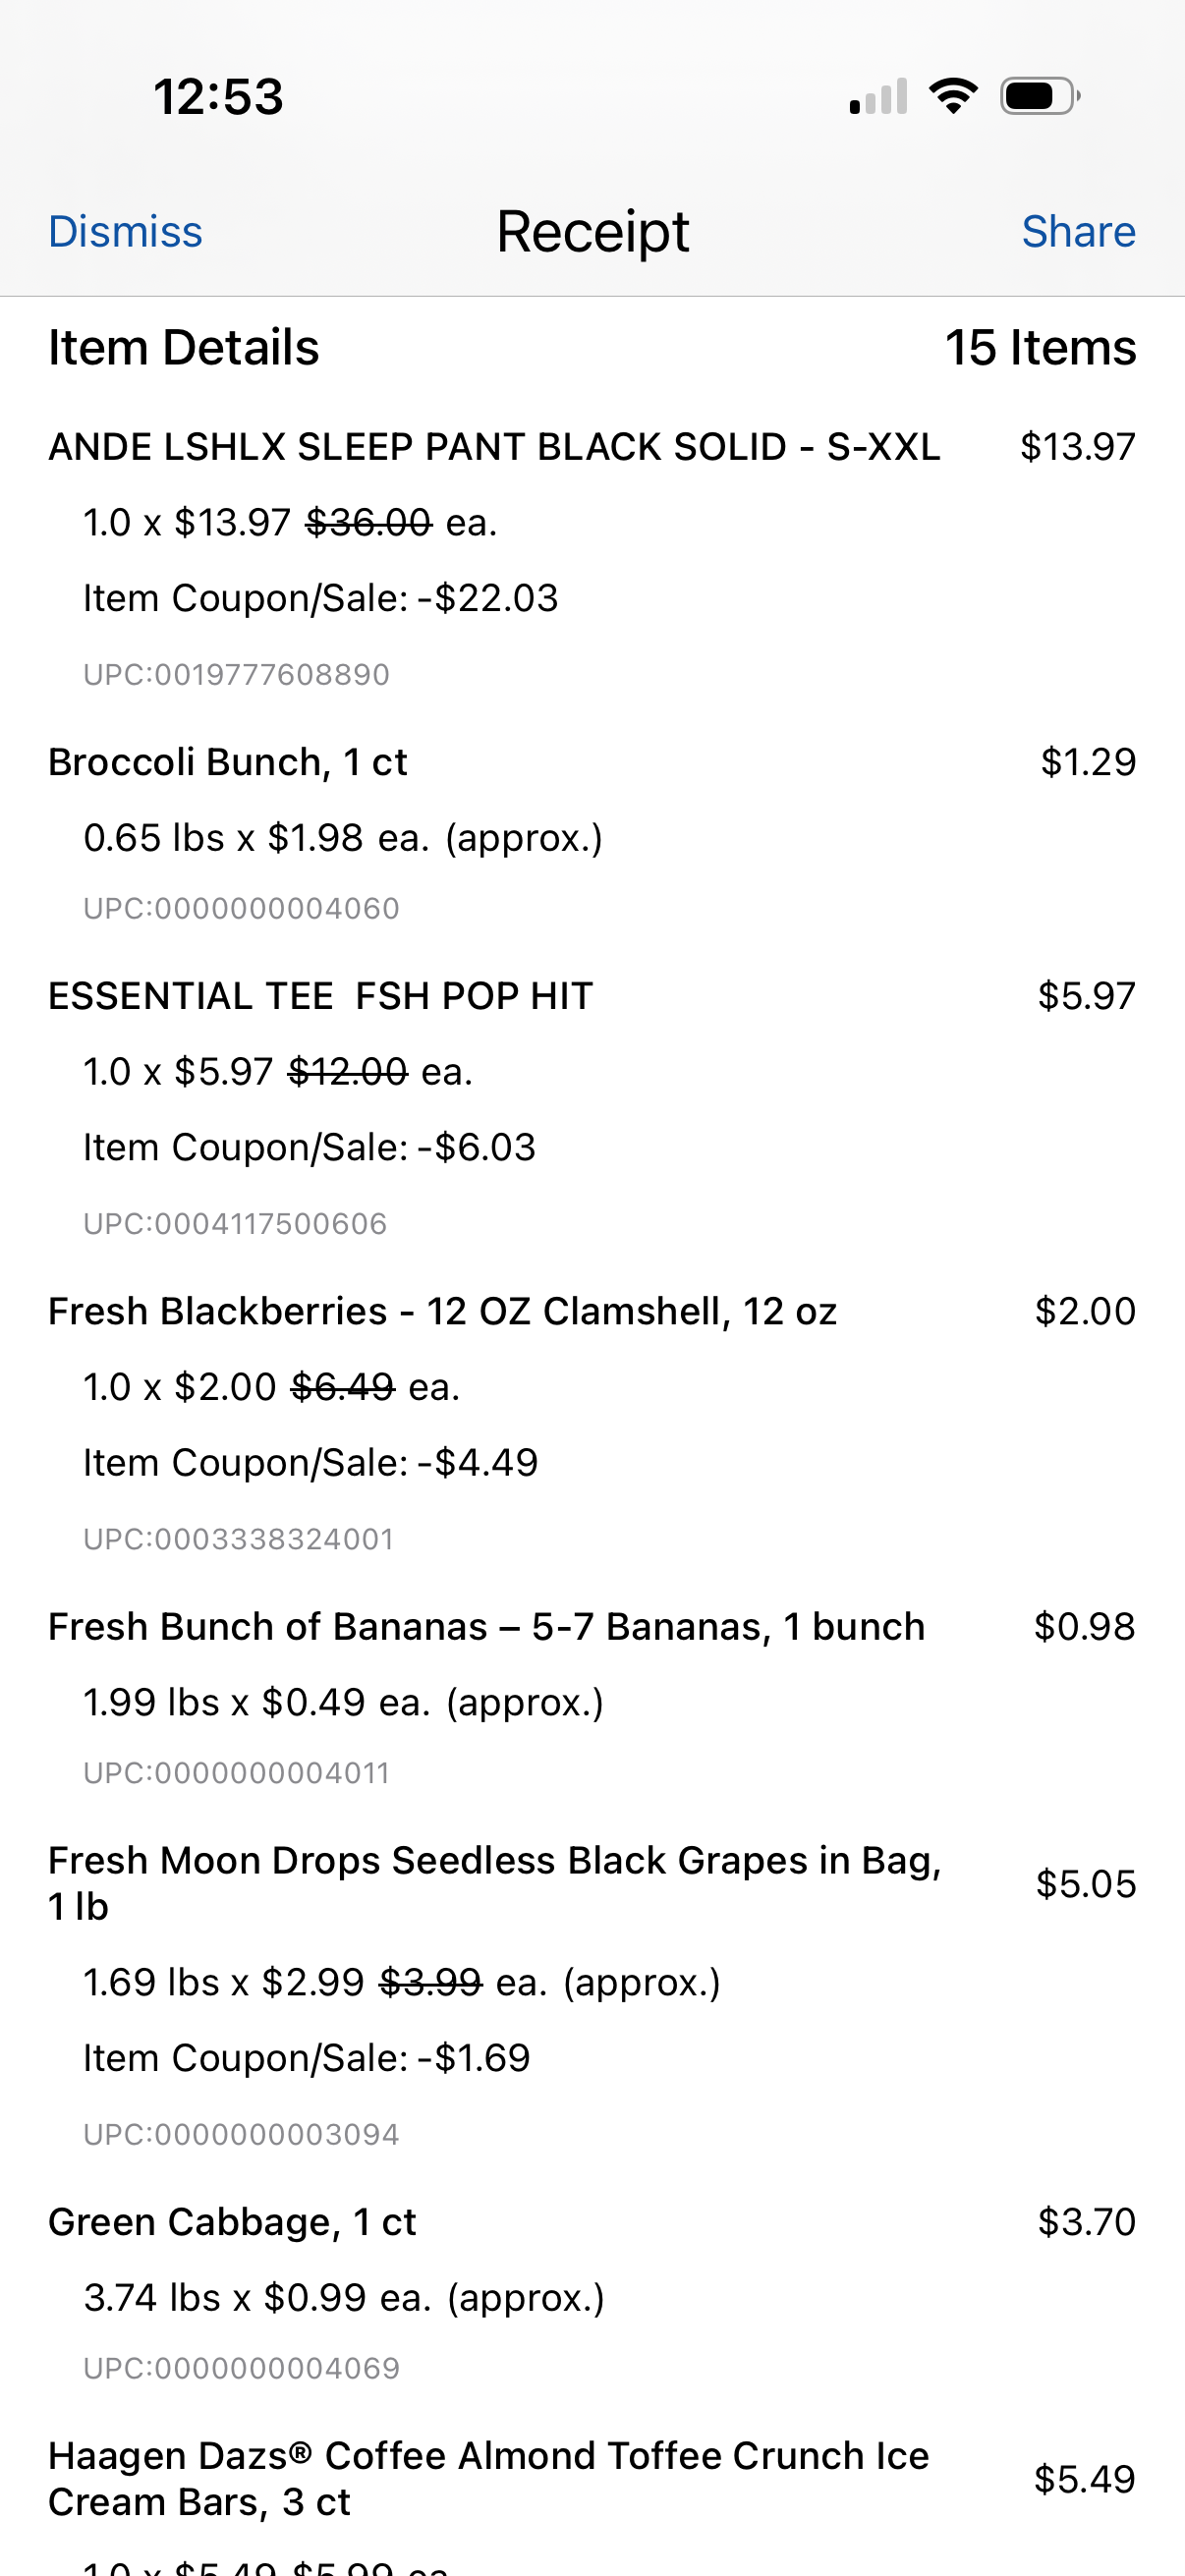 12:53
Dismiss Receipt Share
Item Details 15 Items
ANDE LSHLX SLEEP PANT BLACK SOLID - S-XXL $13.97
1.0 x $13.97 $36.00 ea.
Item Coupon/Sale: -$22.03
UPC:0019777608890
Broccoli Bunch, 1 ct $1.29
0.65 lbs x $1.98 ea. (approx.)
UPC:0000000004060
ESSENTIAL TEE  FSH POP HIT $5.97
1.0 x $5.97 $12.00 ea.
Item Coupon/Sale: -$6.03
UPC:0004117500606
Fresh Blackberries - 12 OZ Clamshell, 12 oz $2.00
1.0 x $2.00 $6.49 ea.
Item Coupon/Sale: -$4.49
UPC:0003338324001
Fresh Bunch of Bananas – 5-7 Bananas, 1 bunch $0.98
1.99 lbs x $0.49 ea. (approx.)
UPC:0000000004011
Fresh Moon Drops Seedless Black Grapes in Bag, $5.05
1 lb
1.69 lbs x $2.99 $3.99 ea. (approx.)
Item Coupon/Sale: -$1.69
UPC:0000000003094
Green Cabbage, 1 ct $3.70
3.74 lbs x $0.99 ea. (approx.)
UPC:0000000004069
Haagen Dazs® Coffee Almond Toffee Crunch Ice $5.49
Cream Bars, 3 ct
1.0 x $5.49 $5.99 ea.